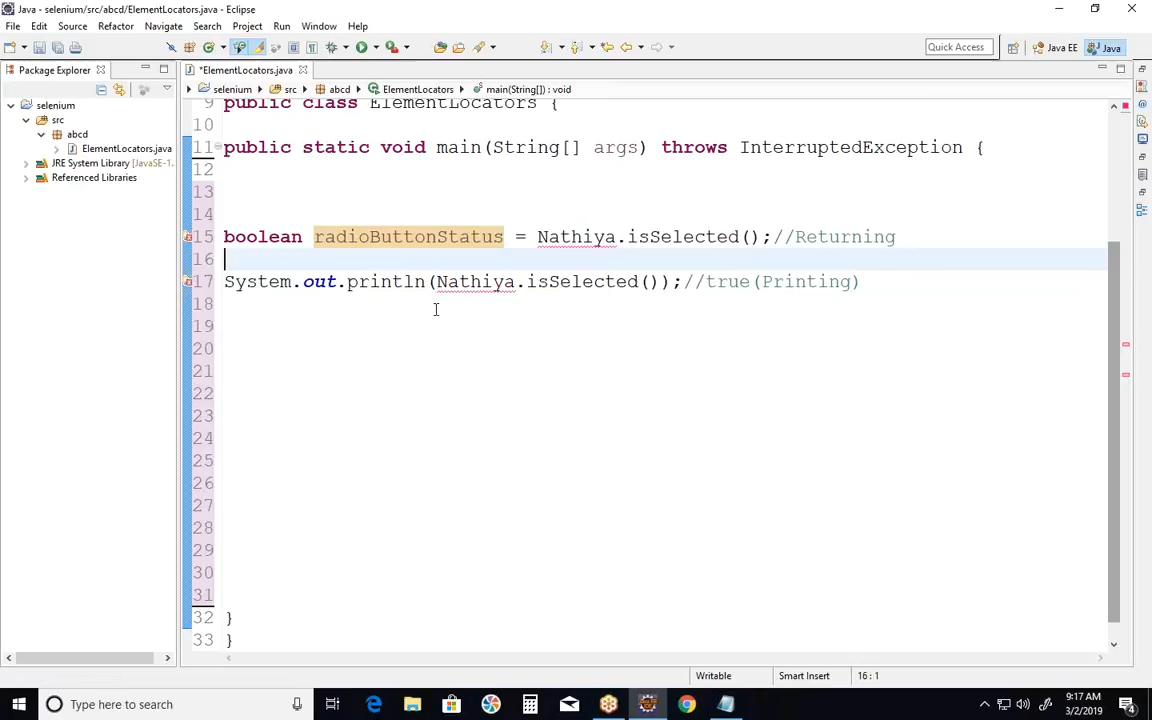 Java - selenium/src/abcd/ElementLocators.java - Eclipse
File Edit Source Refactor Navigate Search Project Run Window Help
Quick Access
Java EE
Java
Package Explorer
*ElementLocators.java
selenium src abcd ElementLocators main(String[]) : void
selenium
src
abcd
ElementLocators.java
JRE System Library [JavaSE-1.
Referenced Libraries
9 public class ElementLocators {
10
11 public static void main(String[] args) throws InterruptedException {
12
13
14
15 boolean radioButtonStatus = Nathiya.isSelected();//Returning
16
17 System.out.println(Nathiya.isSelected());//true(Printing)
18
19
20
21
22
23
24
25
26
27
28
29
30
31
32 }
33 }
Writable Smart Insert 16 : 1
Type here to search
9:17 AM
3/2/2019
4